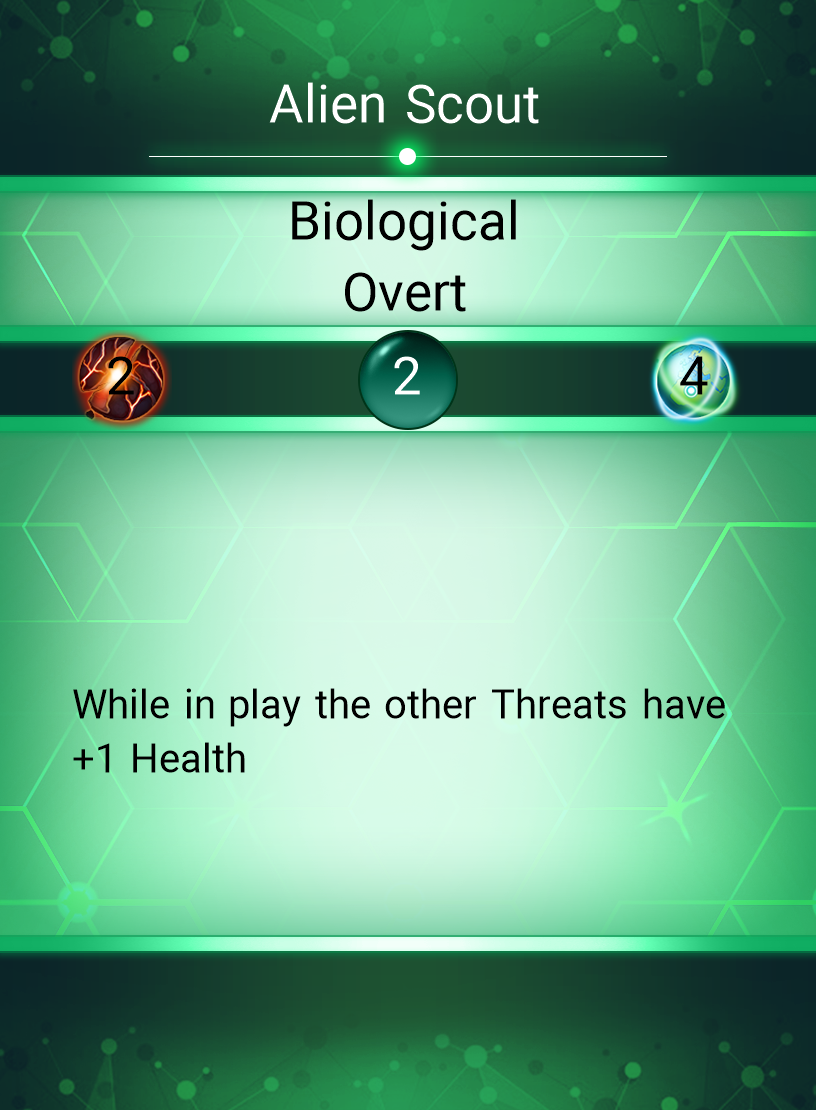 Alien Scout
Biological
Overt
2 2 4
While in play the other Threats have
+1 Health